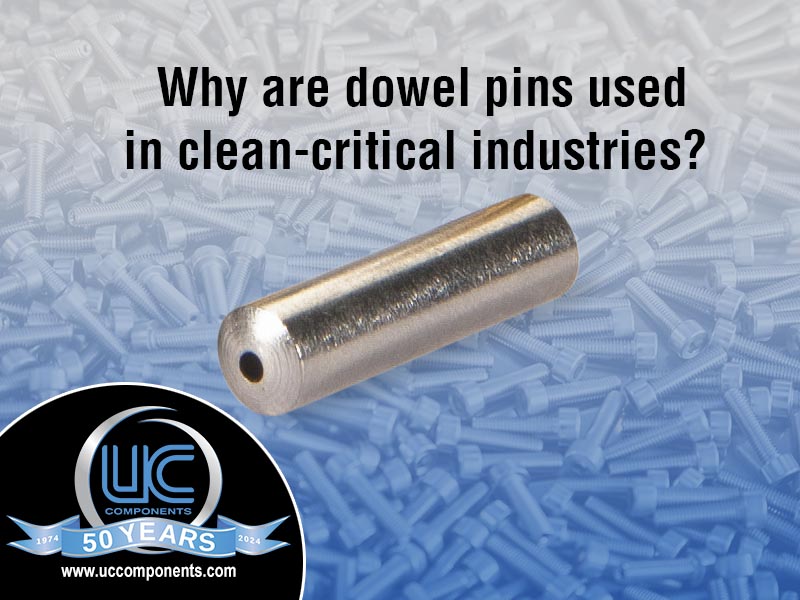 Why are dowel pins used
in clean-critical industries?
UC
COMPONENTS
1974 50 YEARS 2024
www.uccomponents.com